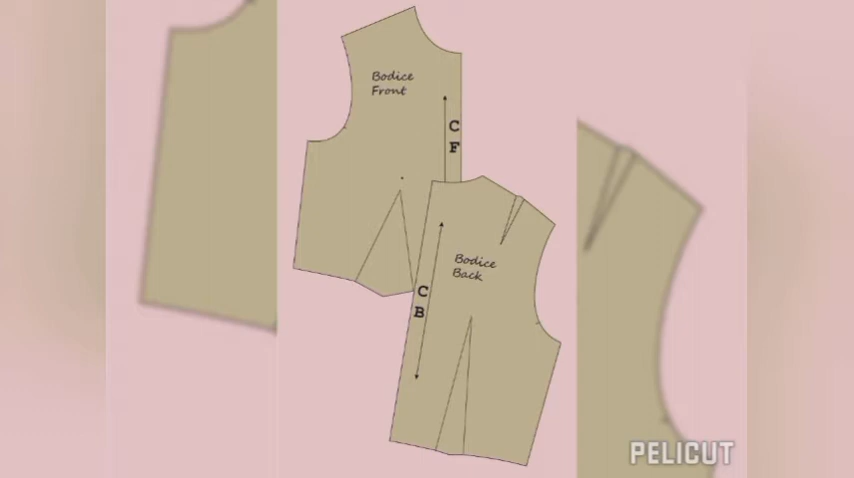 Bodice
Front
C
F
Bodice
Back
C
B
PELICUT